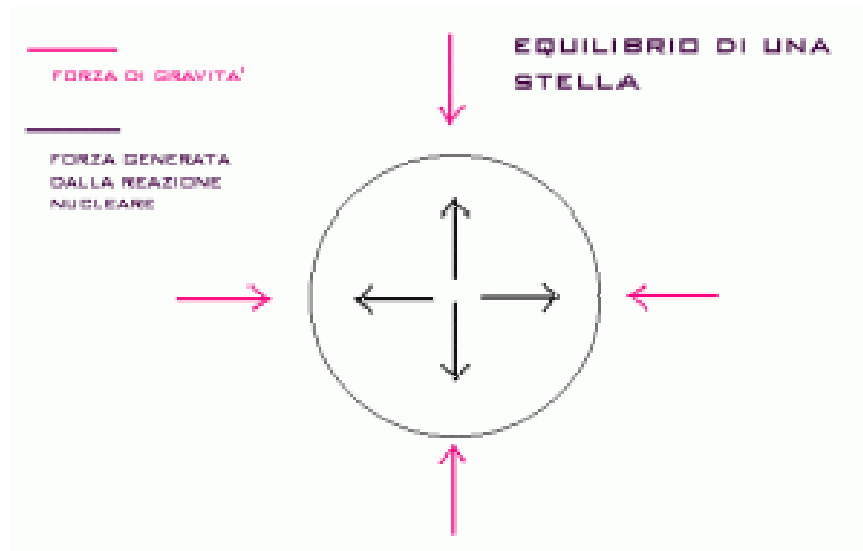 EQUILIBRIO DI UNA
STELLA
FORZA DI GRAVITA'
FORZA GENERATA
DALLA REAZIONE
NUCLEARE